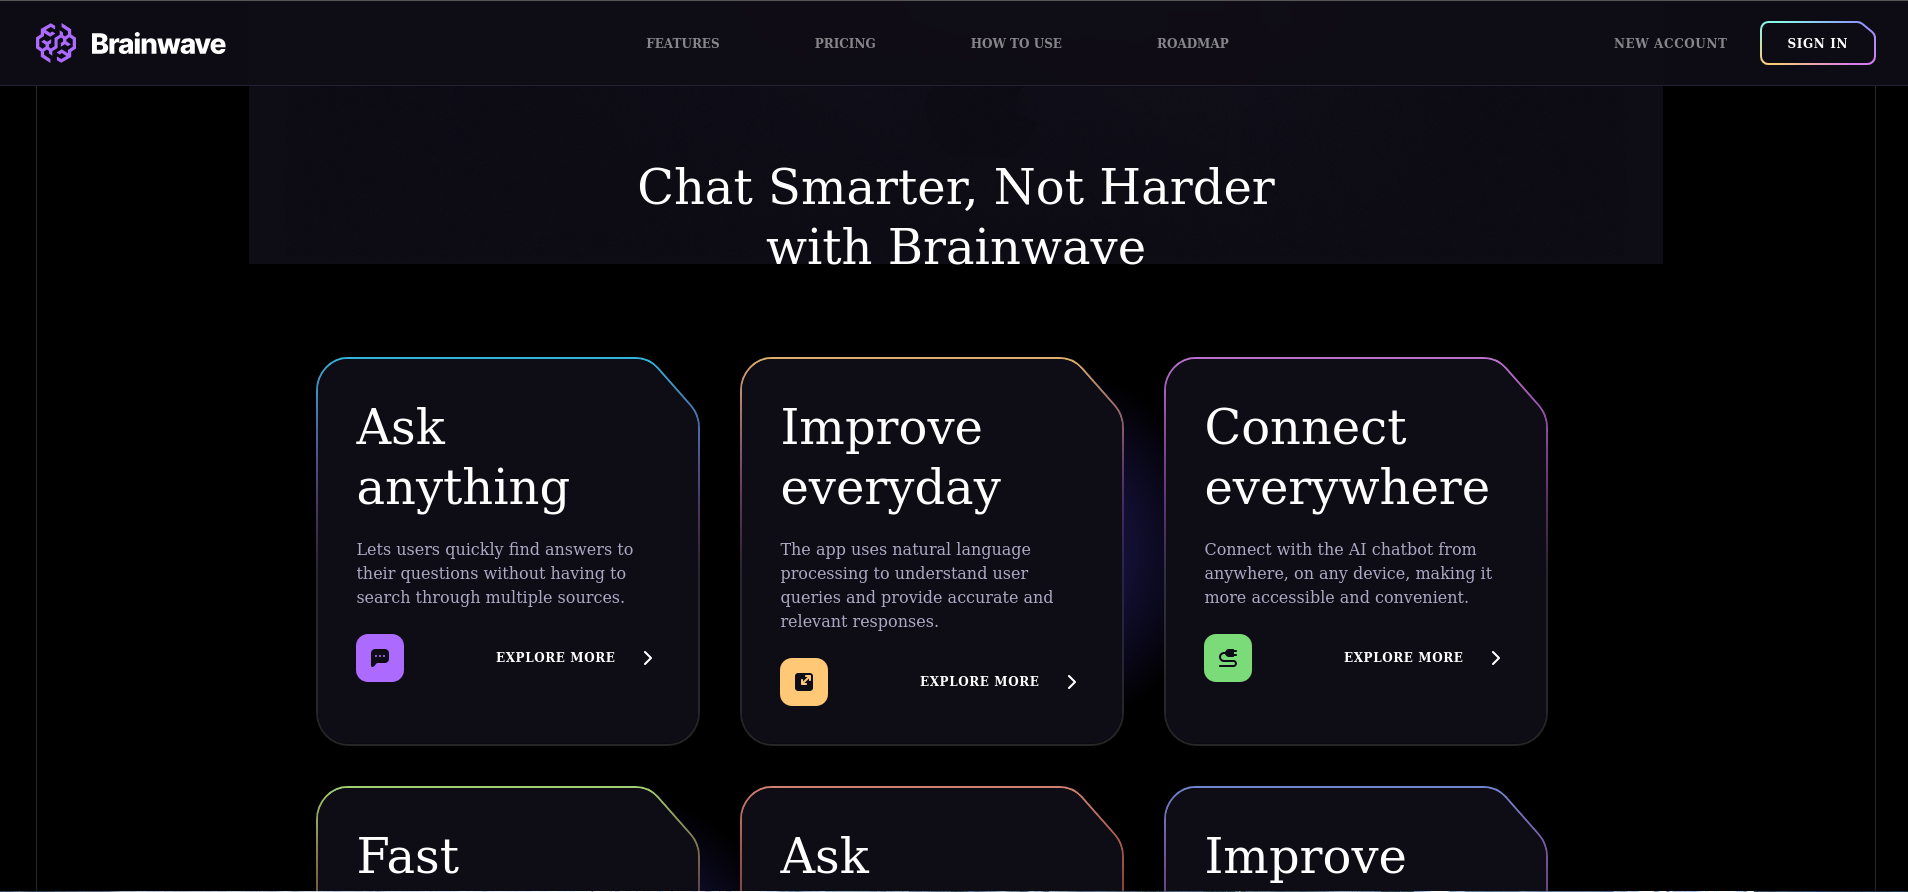 Brainwave
FEATURES
PRICING
HOW TO USE
ROADMAP
NEW ACCOUNT
SIGN IN
Chat Smarter, Not Harder
with Brainwave
Ask
anything
Lets users quickly find answers to
their questions without having to
search through multiple sources.
EXPLORE MORE
Improve
everyday
The app uses natural language
processing to understand user
queries and provide accurate and
relevant responses.
EXPLORE MORE
Connect
everywhere
Connect with the AI chatbot from
anywhere, on any device, making it
more accessible and convenient.
EXPLORE MORE
Fast
Ask
Improve